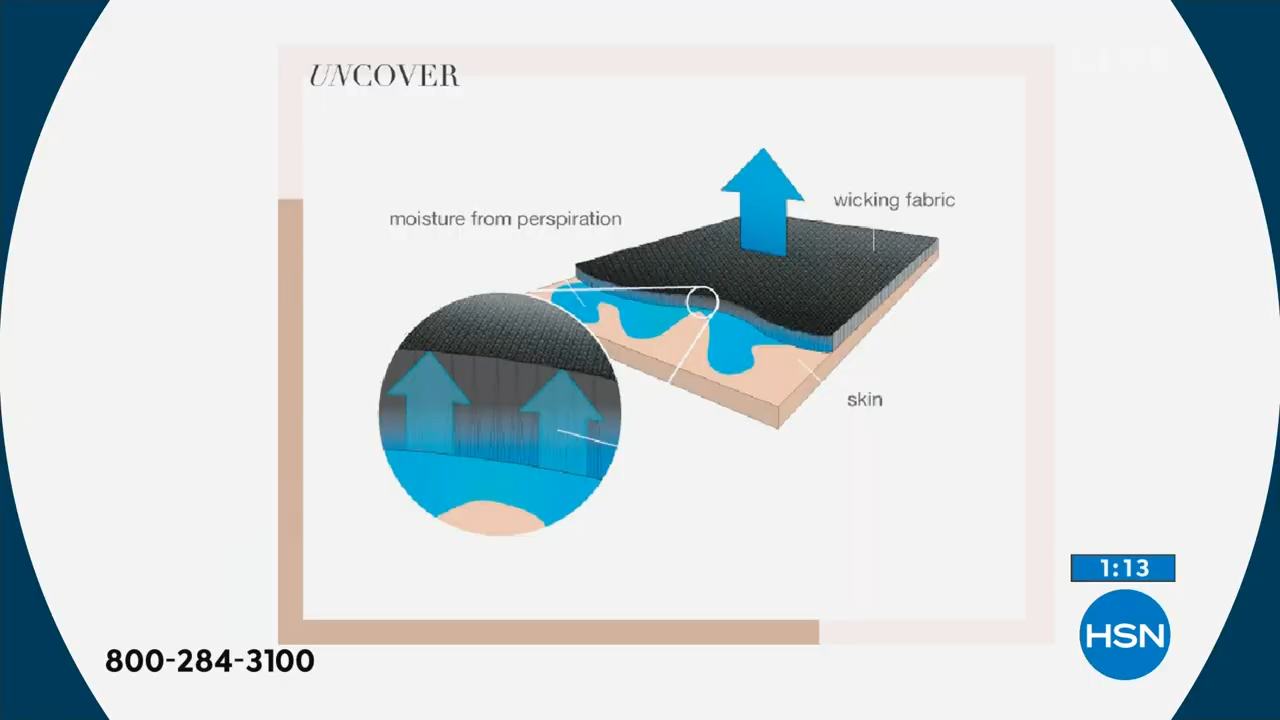 UNCOVER
wicking fabric
moisture from perspiration
skin
1:13
HSN
800-284-3100